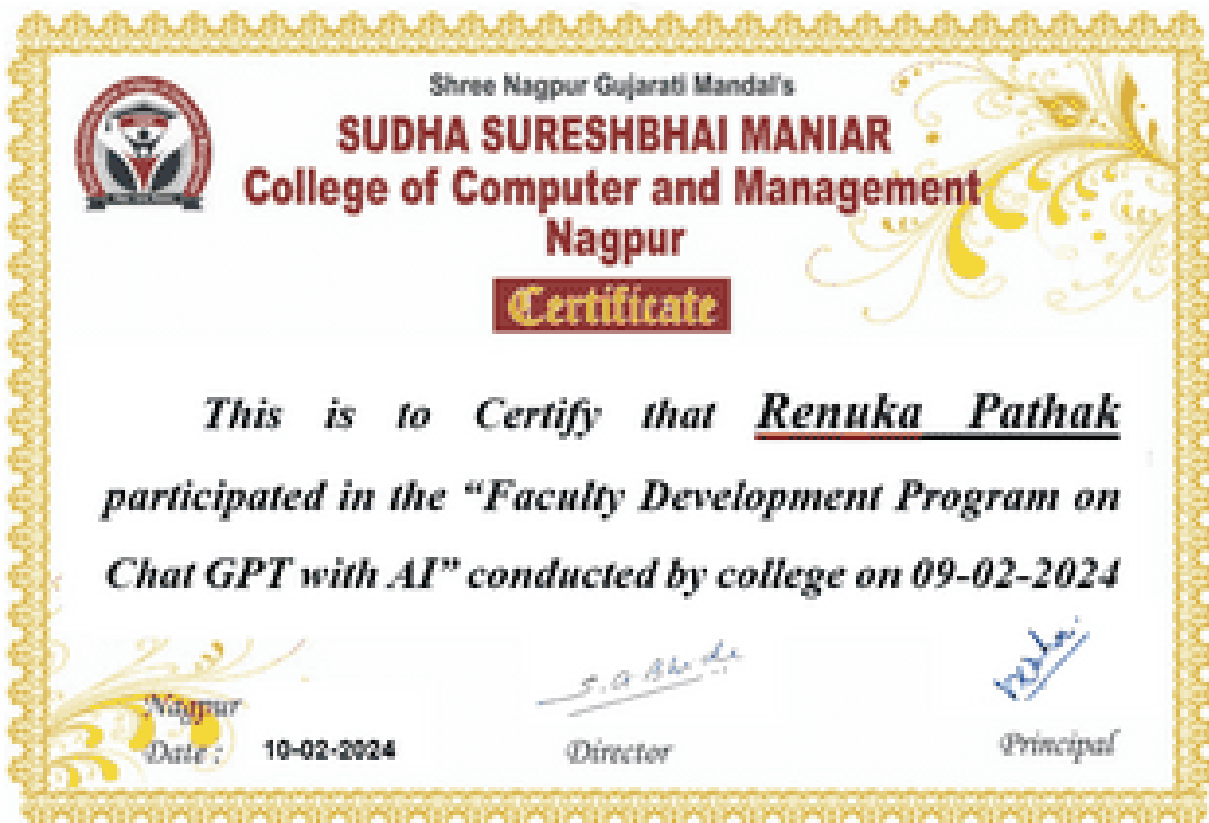 Shree Nagpur Gujarati Mandal's
SUDHA SURESHBHAI MANIAR
College of Computer and Management
Nagpur
Certificate
This is to Certify that Renuka Pathak
participated in the “Faculty Development Program on
Chat GPT with AI” conducted by college on 09-02-2024
Nagpur
Date : 10-02-2024
Director
Principal